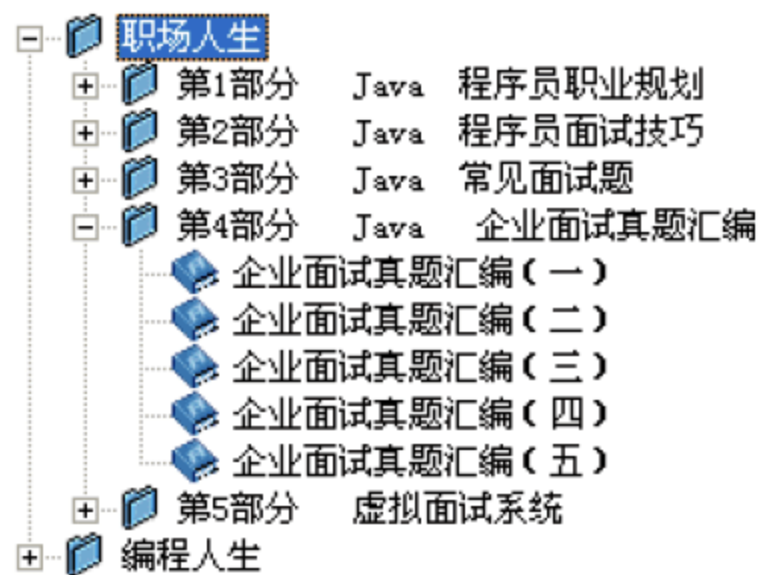 职场人生
第1部分 Java 程序员职业规划
第2部分 Java 程序员面试技巧
第3部分 Java 常见面试题
第4部分 Java 企业面试真题汇编
企业面试真题汇编(一)
企业面试真题汇编(二)
企业面试真题汇编(三)
企业面试真题汇编(四)
企业面试真题汇编(五)
第5部分 虚拟面试系统
编程人生